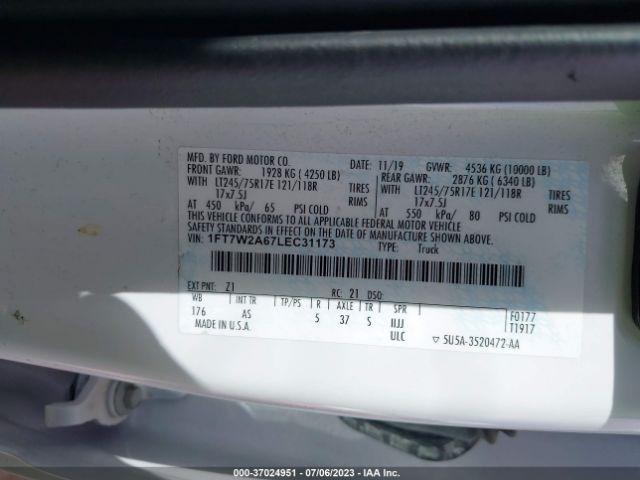 MFD. BY FORD MOTOR CO. 11/19 GVWR: 4536 KG (10000 LB)
FRONT GAWR: 1928 KG (4250 LB) REAR GAWR: 2876 KG (6340 LB)
WITH LT245/75R17E 121/118R TIRES WITH LT245/75R17E 121/118R TIRES
17x7.5J RIMS 17x7.5J RIMS
AT 450 kPa/ 65 PSI COLD AT 550 kPa/ 80 PSI COLD
THIS VEHICLE CONFORMS TO ALL APPLICABLE FEDERAL MOTOR VEHICLE
SAFETY STANDARDS IN EFFECT ON THE DATE OF MANUFACTURE SHOWN ABOVE.
VIN: 1FT7W2A67LEC31173 TYPE: Truck
EXT PNT: Z1 RC: 21 DSO:
WB INT TR TP/PS R AXLE TR SPR F0177
176 AS 5 37 S IIJJ T1917
MADE IN U.S.A. ULC ▽ 5U5A-3520472-AA
000-37024951 - 07/06/2023 - IAA Inc.